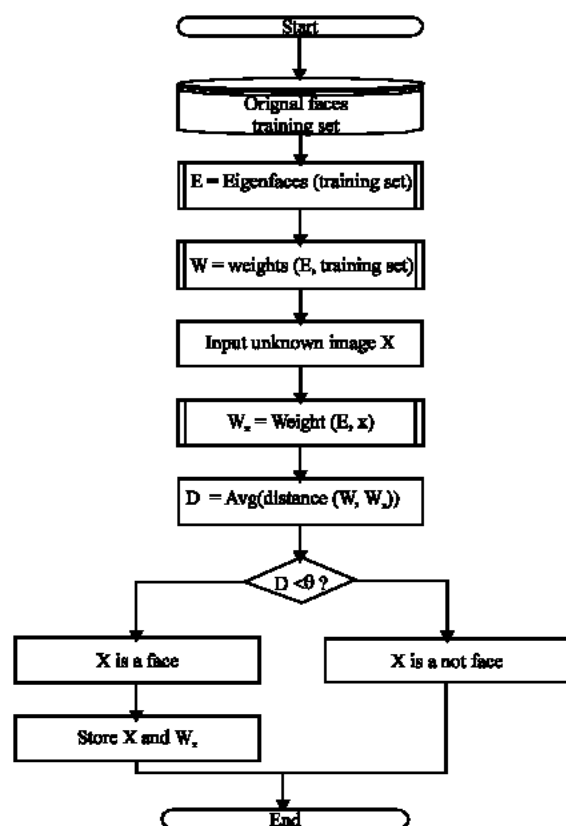 Start
Orignal faces
training set
E = Eigenfaces (training set)
W = weights (E, training set)
Input unknown image X
Wₓ = Weight (E, x)
D = Avg(distance (W, Wₓ))
D <θ ?
X is a face
X is a not face
Store X and Wₓ
End